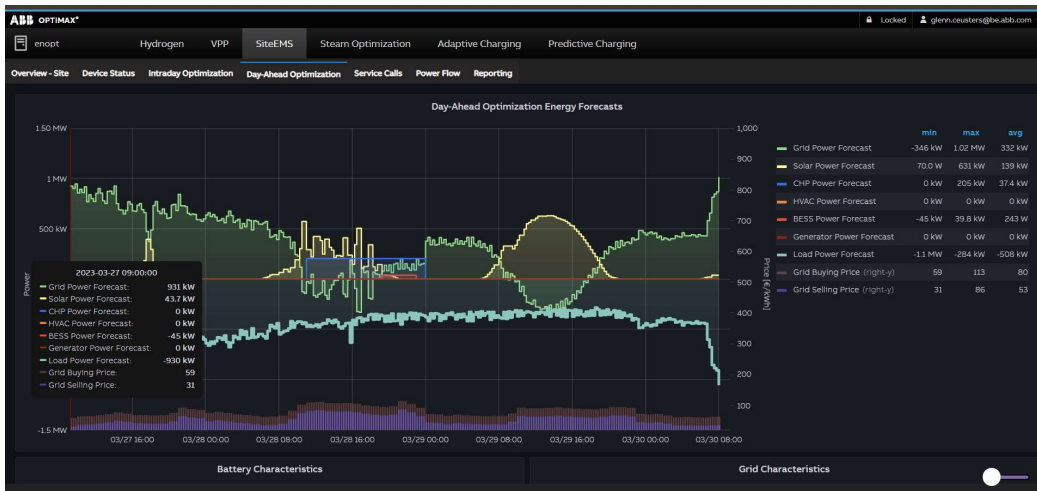 ABB OPTIMAX®
Locked glenn.ceusters@be.abb.com
enopt Hydrogen VPP SiteEMS Steam Optimization Adaptive Charging Predictive Charging
Overview - Site Device Status Intraday Optimization Day-Ahead Optimization Service Calls Power Flow Reporting
Day-Ahead Optimization Energy Forecasts
1.50 MW
1 MW
500 kW
-1.5 MW
Power
1,000
900
800
700
600
500
400
300
200
100
Price [€/kWh]
03/27 16:00 03/28 00:00 03/28 08:00 03/28 16:00 03/29 00:00 03/29 08:00 03/29 16:00 03/30 00:00 03/30 08:00
2023-03-27 09:00:00
Grid Power Forecast: 931 kW
Solar Power Forecast: 43.7 kW
CHP Power Forecast: 0 kW
HVAC Power Forecast: 0 kW
BESS Power Forecast: -45 kW
Generator Power Forecast: 0 kW
Load Power Forecast: -930 kW
Grid Buying Price: 59
Grid Selling Price: 31
min max avg
Grid Power Forecast -346 kW 1.02 MW 332 kW
Solar Power Forecast 70.0 W 631 kW 139 kW
CHP Power Forecast 0 kW 205 kW 37.4 kW
HVAC Power Forecast 0 kW 0 kW 0 kW
BESS Power Forecast -45 kW 39.8 kW 243 W
Generator Power Forecast 0 kW 0 kW 0 kW
Load Power Forecast -1.1 MW -284 kW -508 kW
Grid Buying Price (right-y) 59 113 80
Grid Selling Price (right-y) 31 86 53
Battery Characteristics
Grid Characteristics